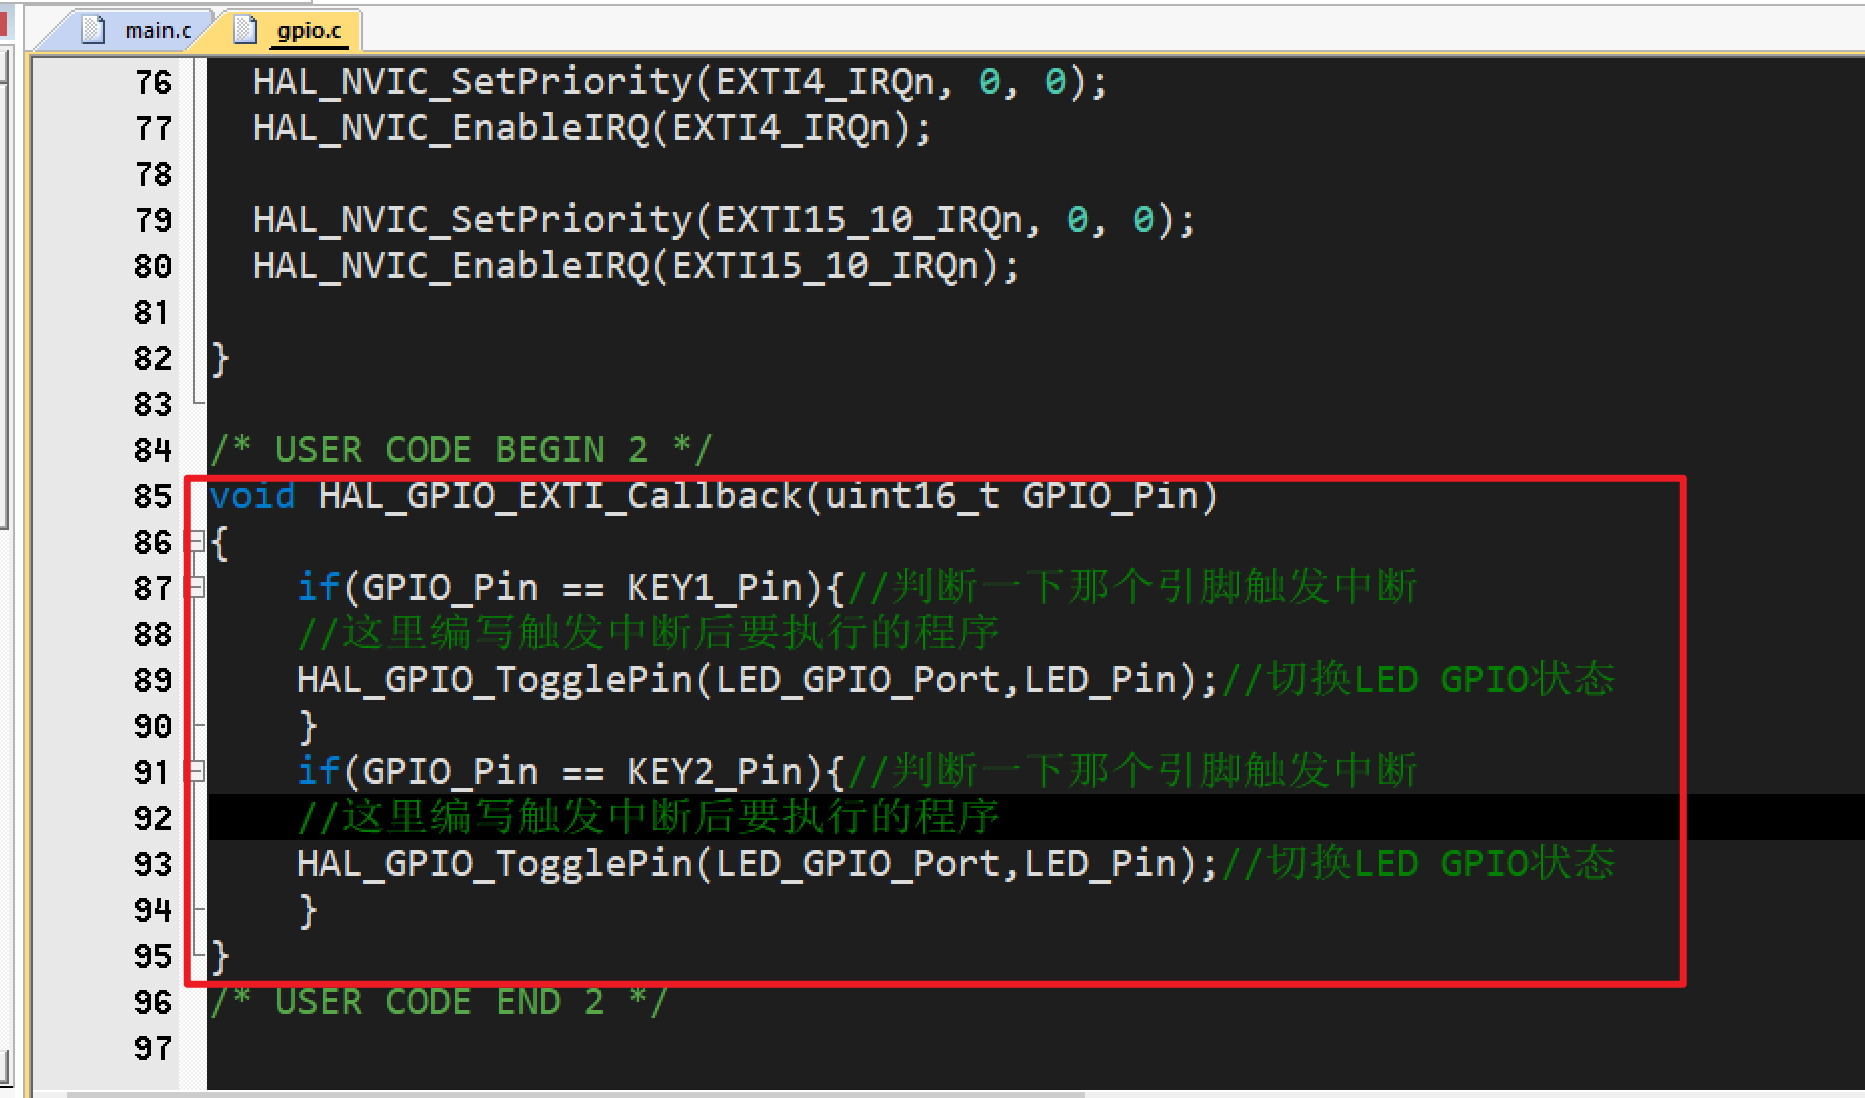 main.c gpio.c
76 HAL_NVIC_SetPriority(EXTI4_IRQn, 0, 0);
77 HAL_NVIC_EnableIRQ(EXTI4_IRQn);
78
79 HAL_NVIC_SetPriority(EXTI15_10_IRQn, 0, 0);
80 HAL_NVIC_EnableIRQ(EXTI15_10_IRQn);
81
82 }
83
84 /* USER CODE BEGIN 2 */
85 void HAL_GPIO_EXTI_Callback(uint16_t GPIO_Pin)
86 {
87 if(GPIO_Pin == KEY1_Pin){//判断一下那个引脚触发中断
88 //这里编写触发中断后要执行的程序
89 HAL_GPIO_TogglePin(LED_GPIO_Port,LED_Pin);//切换LED GPIO状态
90 }
91 if(GPIO_Pin == KEY2_Pin){//判断一下那个引脚触发中断
92 //这里编写触发中断后要执行的程序
93 HAL_GPIO_TogglePin(LED_GPIO_Port,LED_Pin);//切换LED GPIO状态
94 }
95 }
96 /* USER CODE END 2 */
97